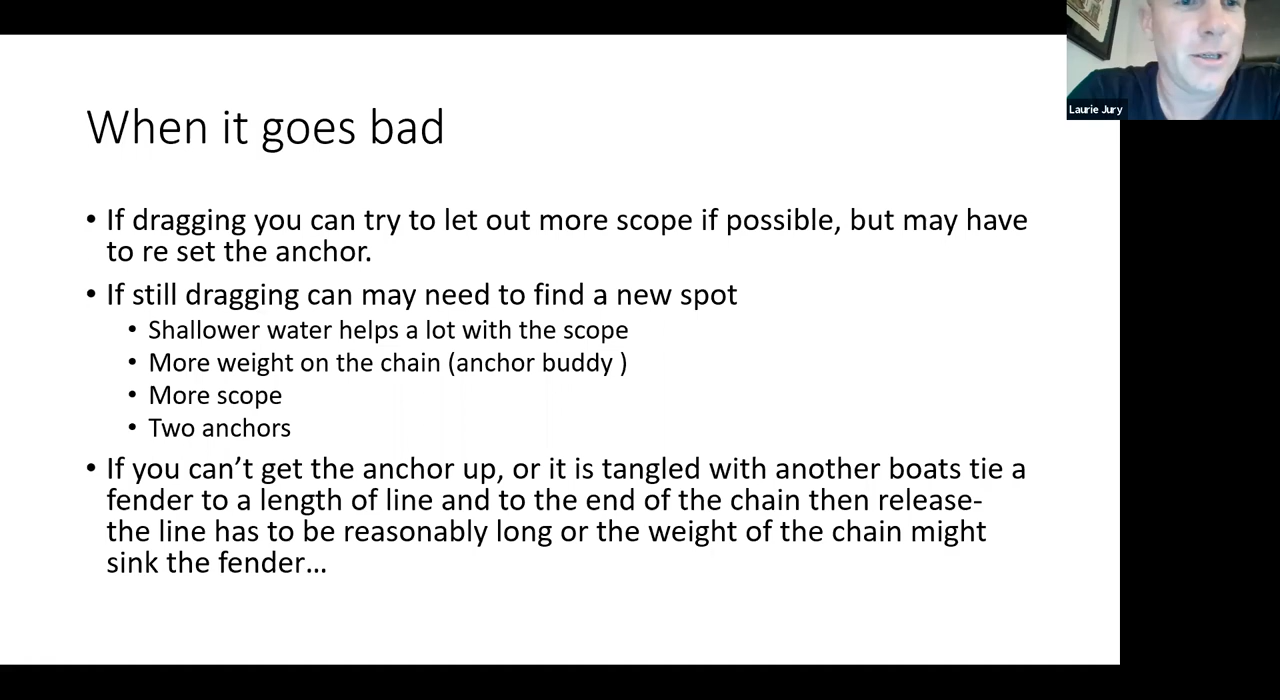 When it goes bad
• If dragging you can try to let out more scope if possible, but may have
to re set the anchor.
• If still dragging can may need to find a new spot
• Shallower water helps a lot with the scope
• More weight on the chain (anchor buddy )
• More scope
• Two anchors
• If you can’t get the anchor up, or it is tangled with another boats tie a
fender to a length of line and to the end of the chain then release-
the line has to be reasonably long or the weight of the chain might
sink the fender…
Laurie Jury